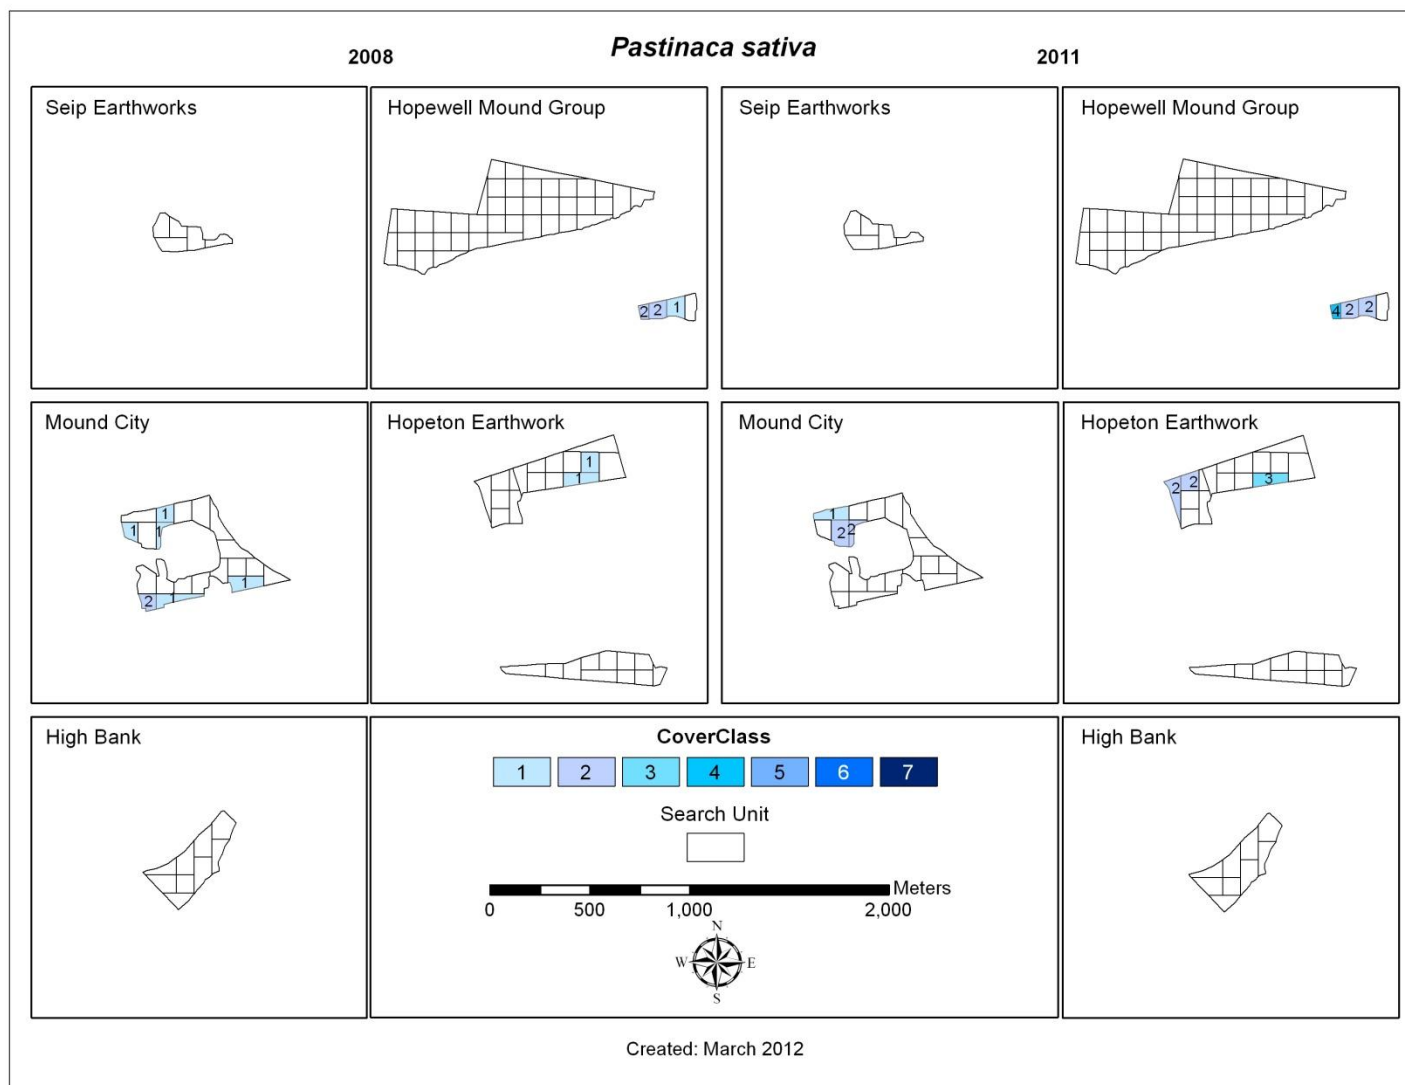 Pastinaca sativa
2008
2011
Seip Earthworks
Hopewell Mound Group
2 2 1
Seip Earthworks
Hopewell Mound Group
4 2 2
Mound City
1
1 1
1
2 1
Hopeton Earthwork
1
1
Mound City
1
2 2
Hopeton Earthwork
2 2
3
High Bank
CoverClass
1 2 3 4 5 6 7
Search Unit
Meters
0 500 1,000 2,000
N
W E
S
High Bank
Created: March 2012